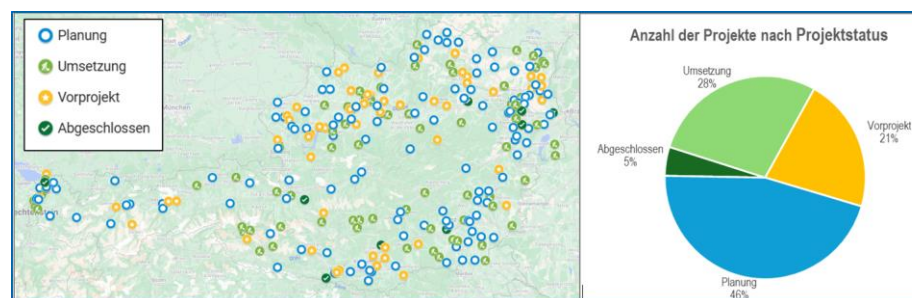 Planung
Umsetzung
Vorprojekt
Abgeschlossen
Anzahl der Projekte nach Projektstatus
Umsetzung
28%
Vorprojekt
21%
Abgeschlossen
5%
Planung
46%